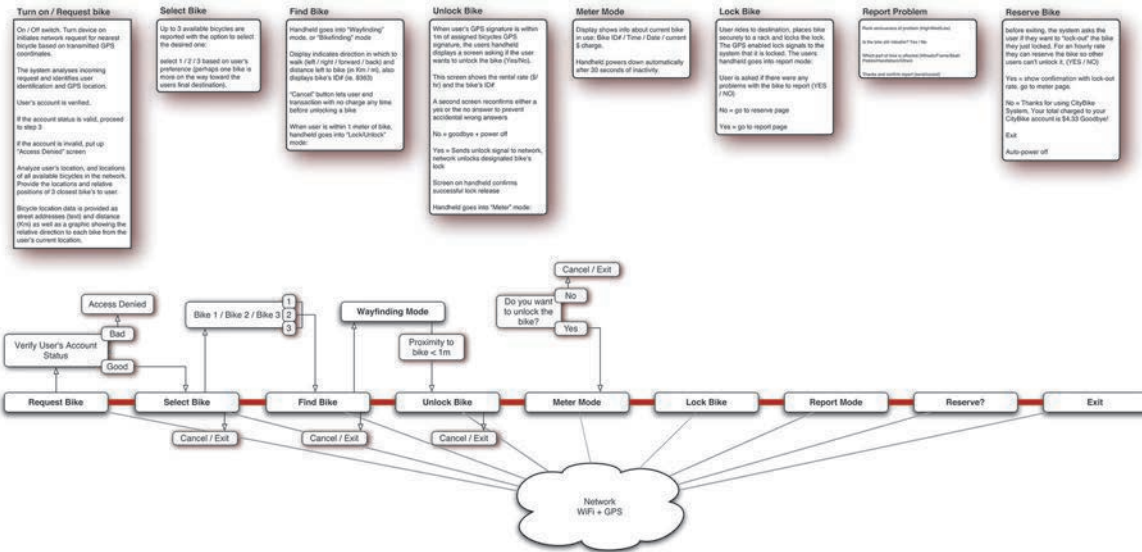 Turn on / Request bike
On / Off switch. Turn device on
initiates network request for nearest
bicycle based on transmitted GPS
coordinates.
The system analyses incoming
request and identifies user
identification and GPS location.
User's account is verified.
If the account status is valid, proceed
to step 3
If the account is invalid, put up
"Access Denied" screen
Analyze user's location, and locations
of all available bicycles in the network.
Provide the locations and relative
positions of 3 closest bike's to user.
Bicycle location data is provided as
street addresses (text) and distance
(Km) as well as a graphic showing the
relative direction to each bike from the
user's current location.
Select Bike
Up to 3 available bicycles are
reported with the option to select
the desired one:
select 1 / 2 / 3 based on user's
preference (perhaps one bike is
more on the way toward the
users final destination).
Find Bike
Handheld goes into "Wayfinding"
mode. or "Bikefinding" mode
Display indicates direction in which to
walk (left / right / forward / back) and
distance left to bike (in Km / m), also
displays bike's ID# (ie. 8363)
"Cancel" button lets user end
transaction with no charge any time
before unlocking a bike
When user is within 1 meter of bike,
handheld goes into "Lock/Unlock"
mode:
Unlock Bike
When user's GPS signature is within
1m of assigned bicycles GPS
signature, the users handheld
displays a screen asking if the user
wants to unlock the bike (Yes/No).
This screen shows the rental rate ($/
hr) and the bike's ID#
A second screen reconfirms either a
yes or the no answer to prevent
accidental wrong answers
No = goodbye + power off
Yes = Sends unlock signal to network,
network unlocks designated bike's
lock
Screen on handheld confirms
successful lock release
Handheld goes into "Meter" mode:
Meter Mode
Display shows info about current bike
in use: Bike ID# / Time / Date / current
$ charge.
Handheld powers down automatically
after 30 seconds of inactivity.
Lock Bike
User rides to destination, places bike
securely to a rack and locks the lock.
The GPS enabled lock signals to the
system that it is locked. The users
handheld goes into report mode:
User is asked if there were any
problems with the bike to report (YES
/ NO)
No = go to reserve page
Yes = go to report page
Report Problem
Rank seriousness of problem (High/Med/Low)
Is the bike still rideable? Yes / No
Thanks and confirm report
Reserve Bike
before exiting, the system asks the
user if they want to "lock-out" the bike
they just locked. For an hourly rate
they can reserve the bike so other
users can't unlock it. (YES / NO)
Yes = show confirmation with lock-out
rate. go to meter page.
No = Thanks for using CityBike
System, Your total charged to your
CityBike account is $4.33 Goodbye!
Exit
Auto-power off
Cancel / Exit
Access Denied
No
Bike 1 / Bike 2 / Bike 3
1
2
3
Wayfinding Mode
Do you want
to unlock the
bike?
Yes
Bad
Verify User's Account
Status
Good
Proximity to
bike < 1m
Request Bike
Select Bike
Find Bike
Unlock Bike
Meter Mode
Lock Bike
Report Mode
Reserve?
Exit
Cancel / Exit
Cancel / Exit
Cancel / Exit
Network
WiFi + GPS